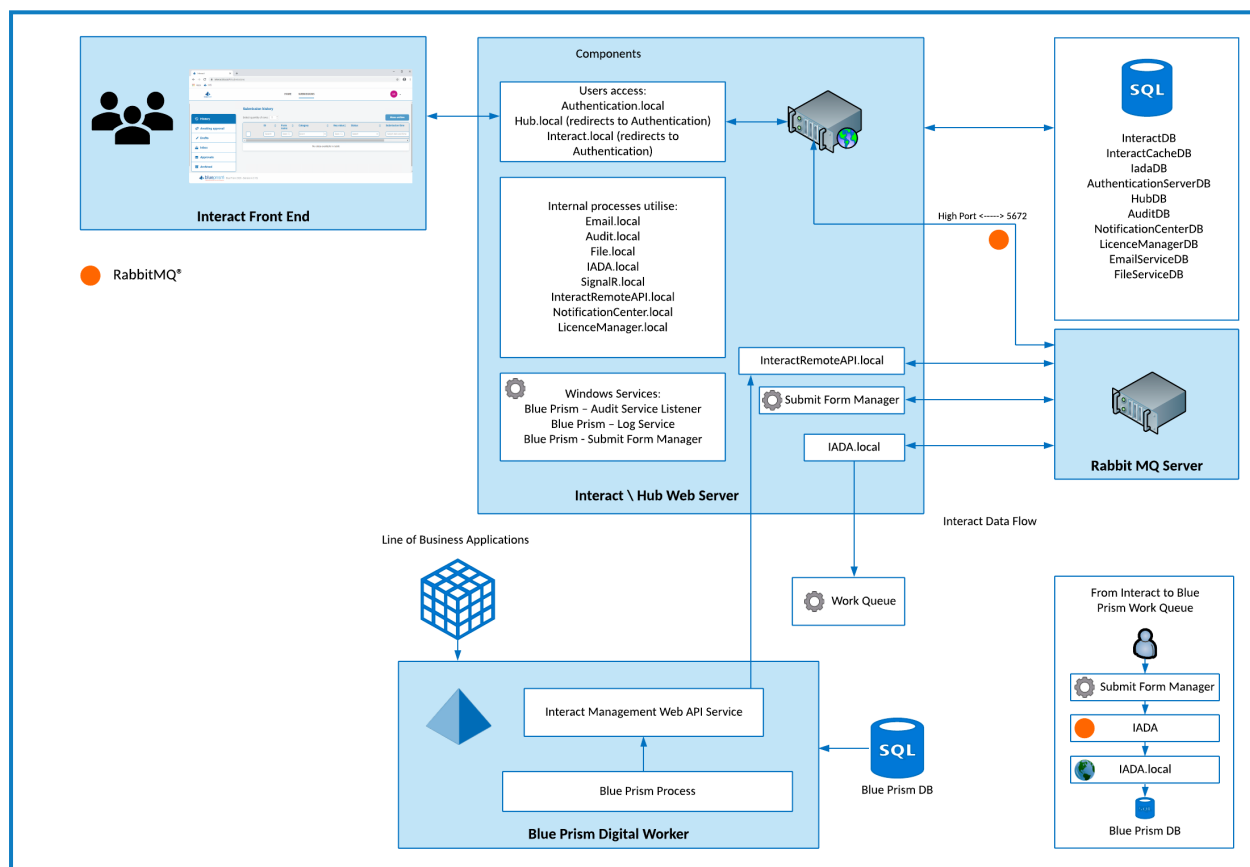 Components
Users access:
Authentication.local
Hub.local (redirects to Authentication)
Interact.local (redirects to
Authentication)
Internal processes utilise:
Email.local
Audit.local
File.local
IADA.local
SignalR.local
InteractRemoteAPI.local
NotificationCenter.local
LicenceManager.local
Windows Services:
Blue Prism – Audit Service Listener
Blue Prism – Log Service
Blue Prism - Submit Form Manager
InteractRemoteAPI.local
Submit Form Manager
IADA.local
Interact \ Hub Web Server
Submission history
Interact Front End
RabbitMQ®
High Port <-----> 5672
SQL
InteractDB
InteractCacheDB
IadaDB
AuthenticationServerDB
HubDB
AuditDB
NotificationCenterDB
LicenceManagerDB
EmailServiceDB
FileServiceDB
Rabbit MQ Server
Interact Data Flow
Line of Business Applications
Work Queue
Interact Management Web API Service
Blue Prism Process
Blue Prism Digital Worker
SQL
Blue Prism DB
From Interact to Blue
Prism Work Queue
Submit Form Manager
IADA
IADA.local
Blue Prism DB